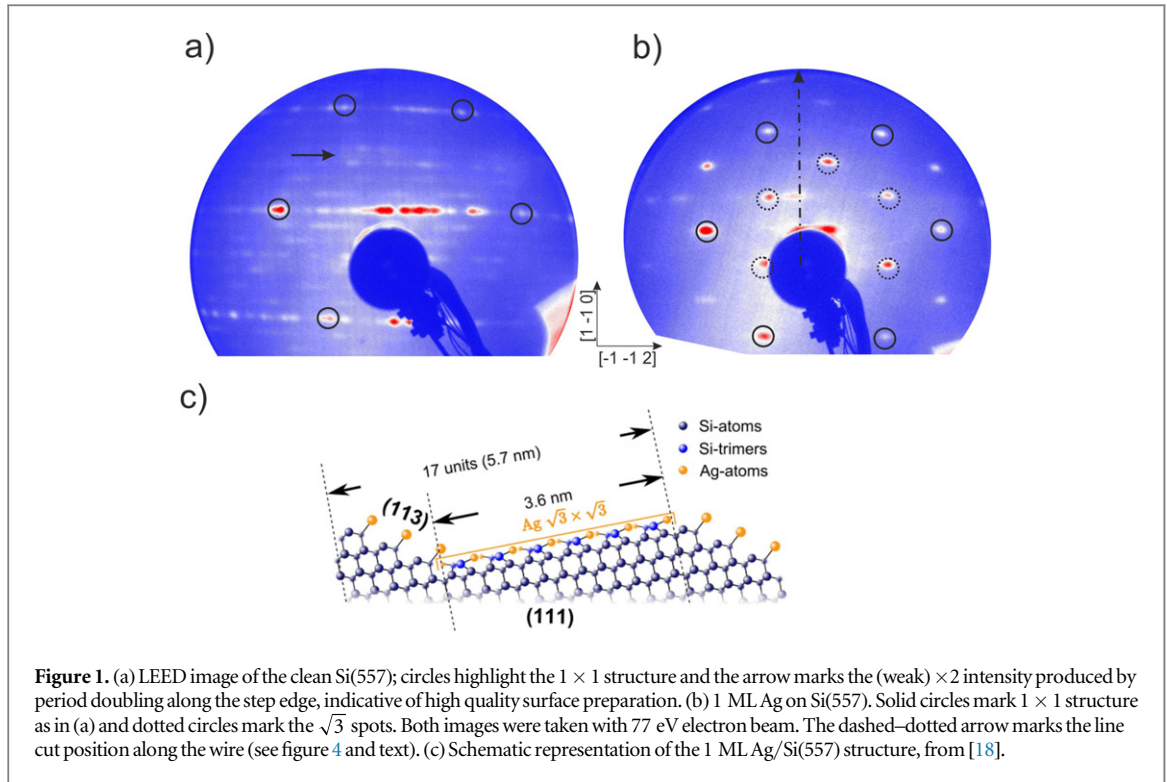 a)
b)
[1 -1 0]
[-1 -1 2]
c)
Si-atoms
Si-trimers
Ag-atoms
17 units (5.7 nm)
3.6 nm
Ag √3 × √3
(113)
(111)
Figure 1. (a) LEED image of the clean Si(557); circles highlight the 1 × 1 structure and the arrow marks the (weak) ×2 intensity produced by
period doubling along the step edge, indicative of high quality surface preparation. (b) 1 ML Ag on Si(557). Solid circles mark 1 × 1 structure
as in (a) and dotted circles mark the √3 spots. Both images were taken with 77 eV electron beam. The dashed–dotted arrow marks the line
cut position along the wire (see figure 4 and text). (c) Schematic representation of the 1 ML Ag/Si(557) structure, from [18].